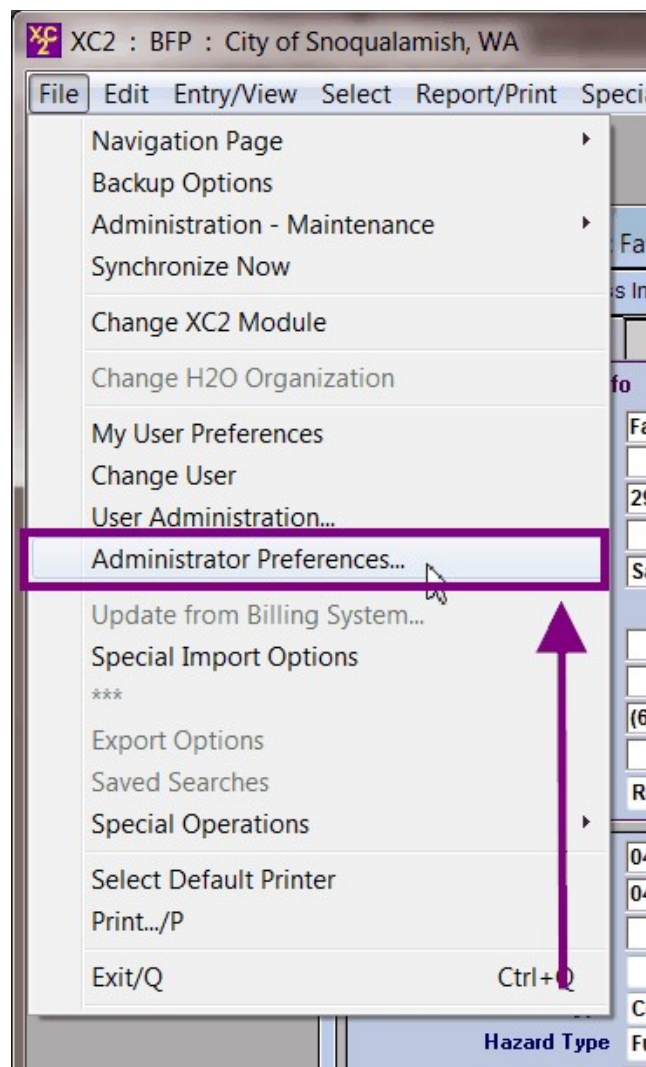 XC2
XC2 : BFP : City of Snoqualamish, WA
File Edit Entry/View Select Report/Print
Navigation Page
Backup Options
Administration - Maintenance
Synchronize Now
Change XC2 Module
Change H2O Organization
My User Preferences
Change User
User Administration...
Administrator Preferences...
Update from Billing System...
Special Import Options
***
Export Options
Saved Searches
Special Operations
Select Default Printer
Print.../P
Exit/Q Ctrl+Q
Hazard Type